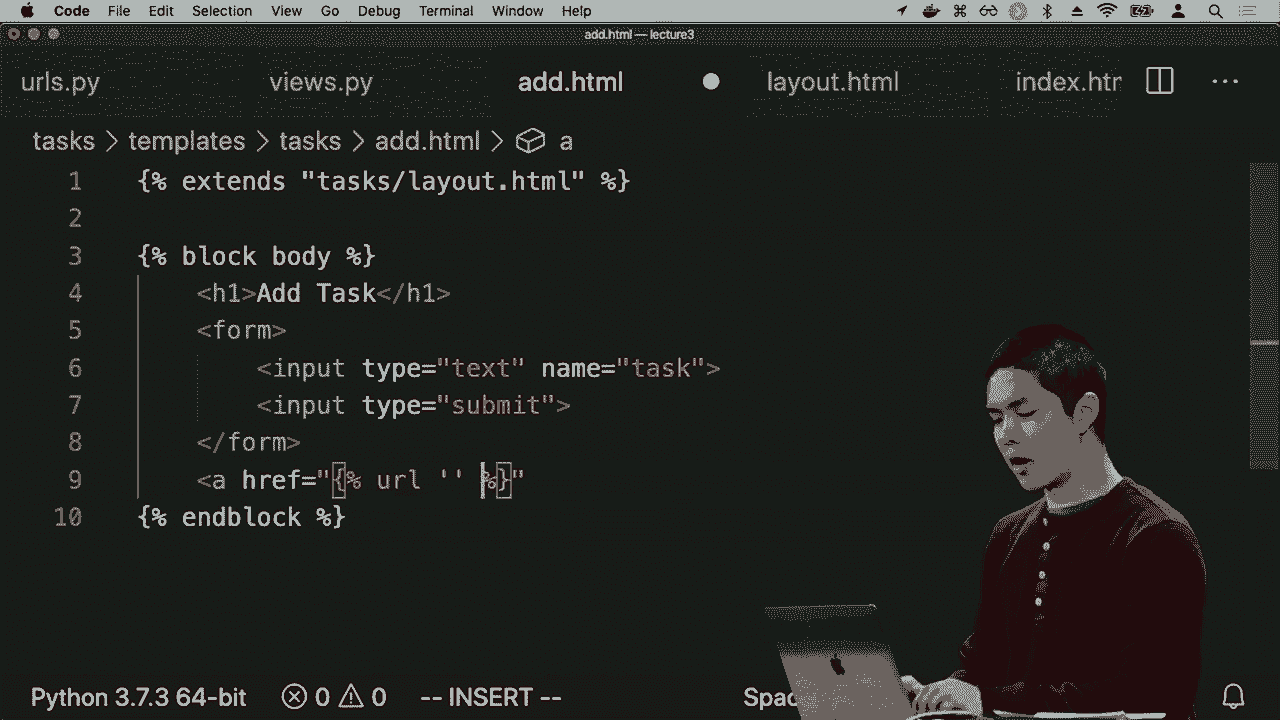 Code File Edit Selection View Go Debug Terminal Window Help
add.html — lecture3
urls.py views.py add.html layout.html index.htr
tasks > templates > tasks > add.html > a
1 {% extends "tasks/layout.html" %}
2
3 {% block body %}
4 <h1>Add Task</h1>
5 <form>
6 <input type="text" name="task">
7 <input type="submit">
8 </form>
9 <a href="{% url '' %}"
10 {% endblock %}
Python 3.7.3 64-bit 0 0 -- INSERT -- Spac